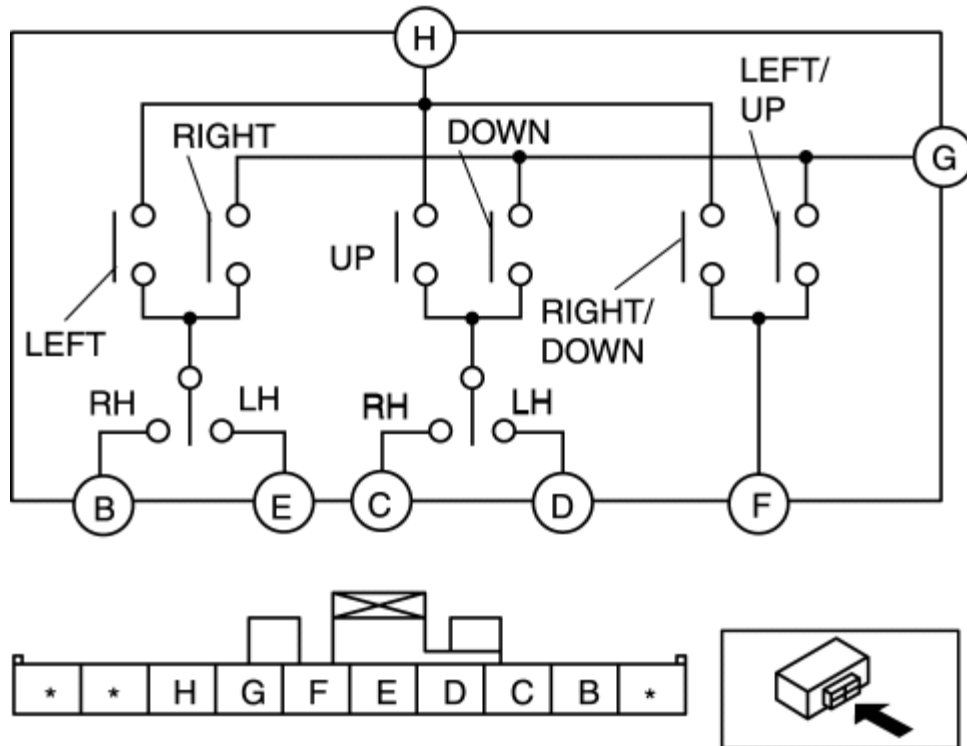 H
LEFT/
UP
RIGHT
DOWN
G
UP
LEFT
RIGHT/
DOWN
RH
LH
RH
LH
B
E
C
D
F
* * H G F E D C B *